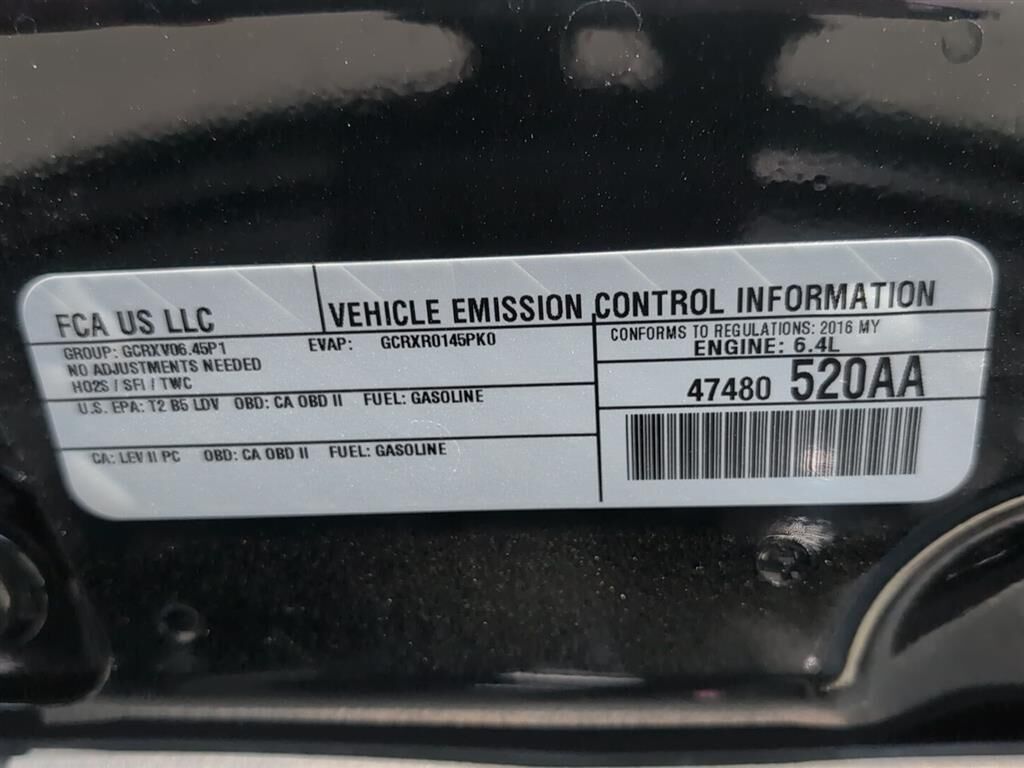 FCA US LLC
VEHICLE EMISSION CONTROL INFORMATION
GROUP: GCRXV06.45P1 EVAP: GCRXR0145PK0
NO ADJUSTMENTS NEEDED
HO2S / SFI / TWC
CONFORMS TO REGULATIONS: 2016 MY
ENGINE: 6.4L
47480 520AA
U.S. EPA: T2 B5 LDV OBD: CA OBD II FUEL: GASOLINE
CA: LEV II PC OBD: CA OBD II FUEL: GASOLINE